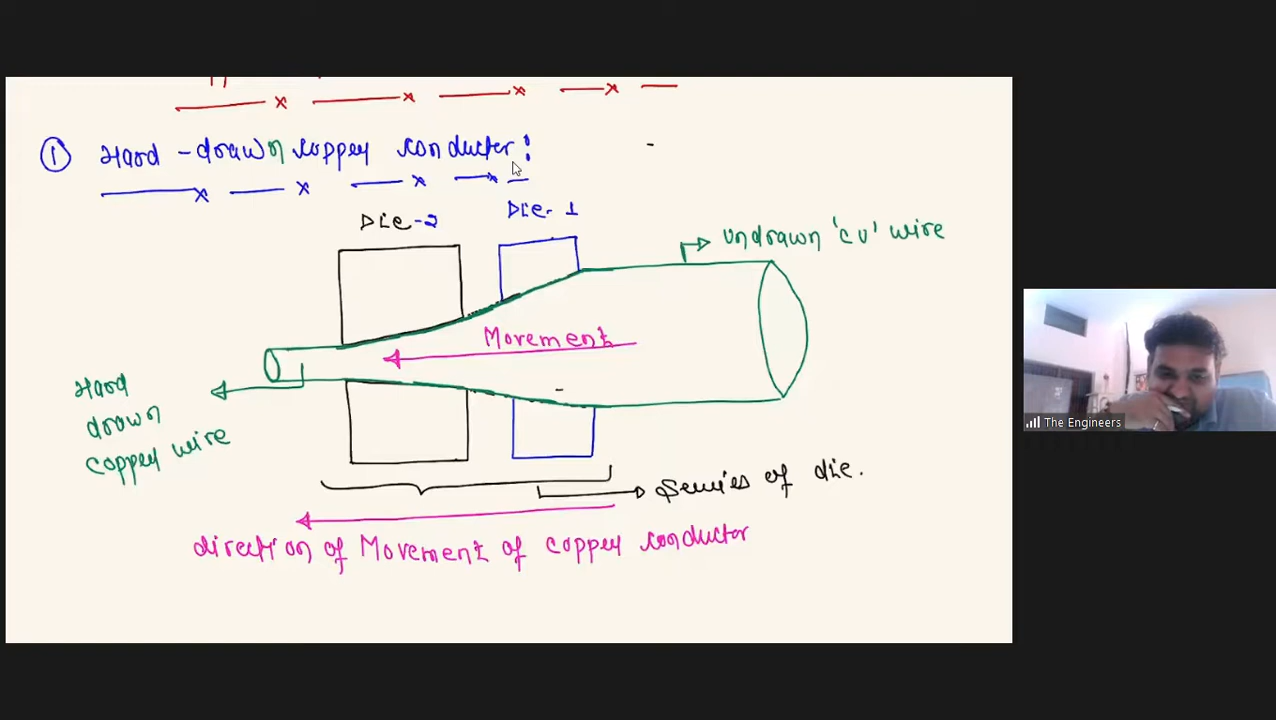 ① Hard-drawn copper conductor:
Die-2
Die-1
undrawn 'cu' wire
Movement
Hard
drawn
copper wire
series of die.
direction of Movement of copper conductor
The Engineers